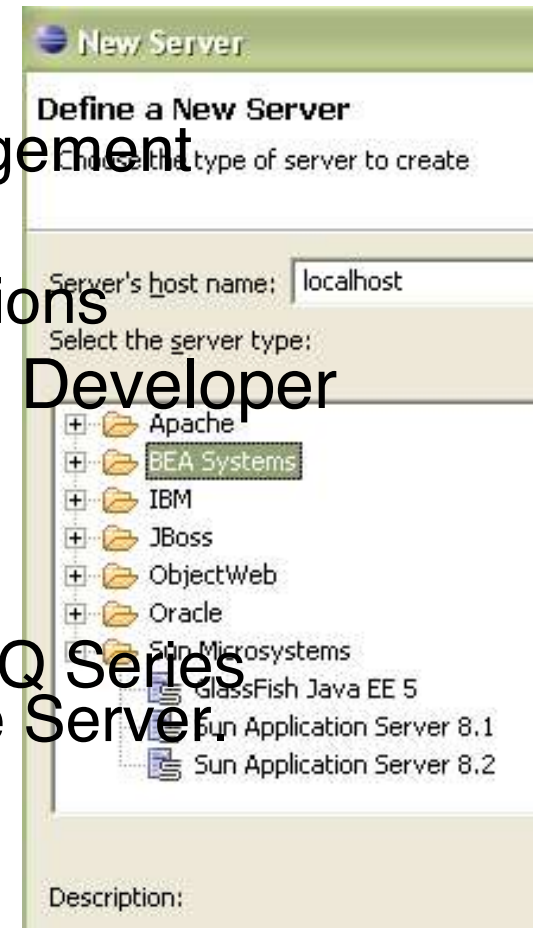 New Server
Define a New Server
gement
Choose the type of server to create
Server's host name: localhost
ions
Select the server type:
Developer
Apache
BEA Systems
IBM
JBoss
ObjectWeb
Oracle
Sun Microsystems
Q Series
GlassFish Java EE 5
e Server.
Sun Application Server 8.1
Sun Application Server 8.2
Description: